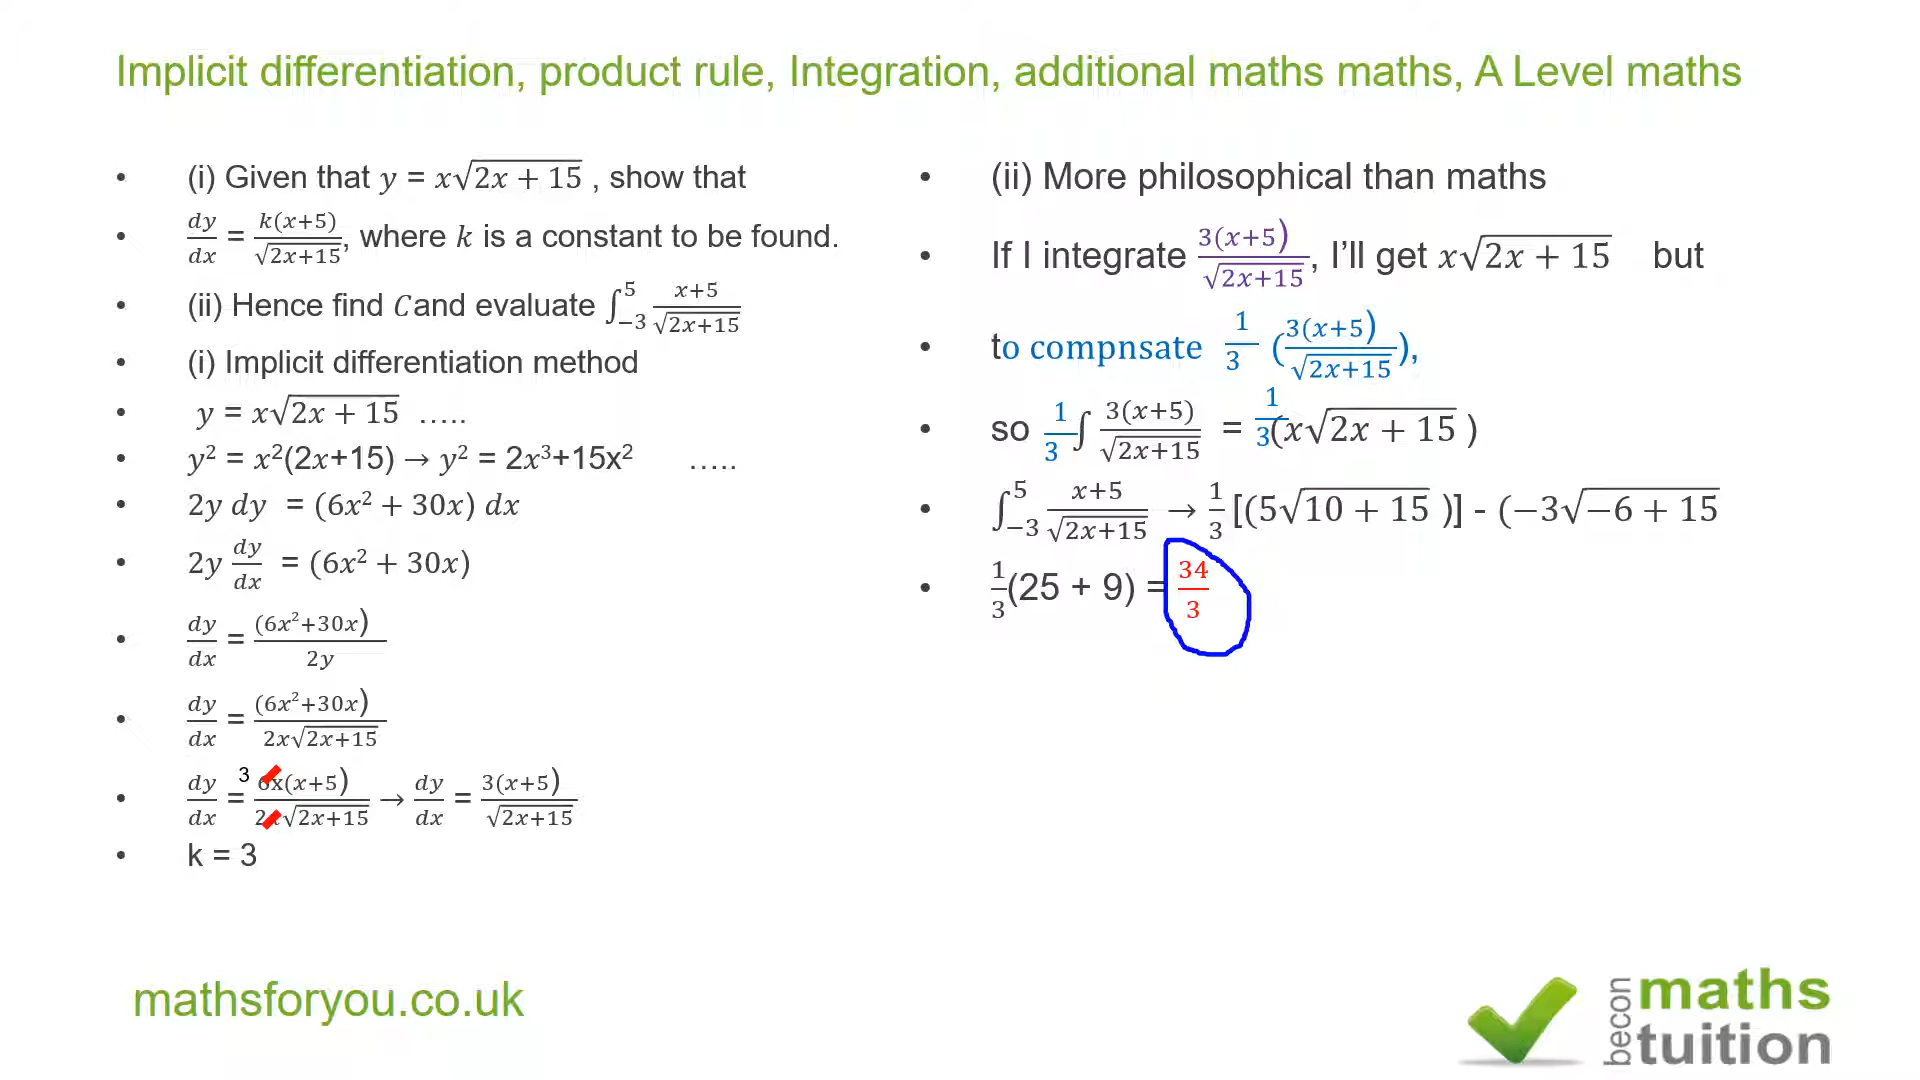 Implicit differentiation, product rule, Integration, additional maths maths, A Level maths
• (i) Given that 𝑦 = 𝑥√(2𝑥 + 15) , show that
• 𝑑𝑦/𝑑𝑥 = 𝑘(𝑥+5)/√(2𝑥+15), where 𝑘 is a constant to be found.
• (ii) Hence find 𝐶and evaluate ∫₋₃⁵ (𝑥+5)/√(2𝑥+15)
• (i) Implicit differentiation method
• 𝑦 = 𝑥√(2𝑥 + 15) .....
• 𝑦² = 𝑥²(2𝑥+15) → 𝑦² = 2𝑥³+15x² .....
• 2𝑦 𝑑𝑦 = (6𝑥² + 30𝑥) 𝑑𝑥
• 2𝑦 𝑑𝑦/𝑑𝑥 = (6𝑥² + 30𝑥)
• 𝑑𝑦/𝑑𝑥 = (6𝑥²+30𝑥)/2𝑦
• 𝑑𝑦/𝑑𝑥 = (6𝑥²+30𝑥)/2𝑥√(2𝑥+15)
• 𝑑𝑦/𝑑𝑥 = 3 6x(𝑥+5)/2𝑥√(2𝑥+15) → 𝑑𝑦/𝑑𝑥 = 3(𝑥+5)/√(2𝑥+15)
• k = 3
• (ii) More philosophical than maths
• If I integrate 3(𝑥+5)/√(2𝑥+15), I’ll get 𝑥√(2𝑥 + 15) but
• to compnsate 1/3 (3(𝑥+5)/√(2𝑥+15)),
• so 1/3 ∫ 3(𝑥+5)/√(2𝑥+15) = 1/3(𝑥√(2𝑥 + 15) )
• ∫₋₃⁵ (𝑥+5)/√(2𝑥+15) → 1/3 [(5√(10 + 15) )] - (−3√(−6 + 15)
• 1/3(25 + 9) = 34/3
mathsforyou.co.uk
becon maths tuition